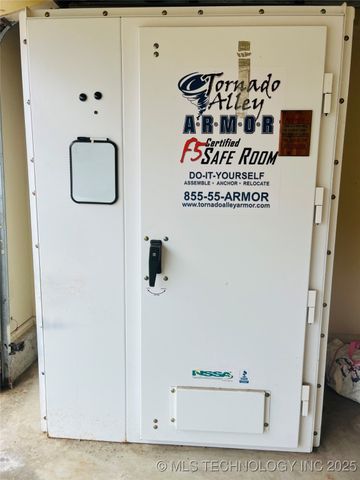 Tornado
Alley
A·R·M·O·R
F5 Certified
SAFE ROOM
DO-IT-YOURSELF
ASSEMBLE · ANCHOR · RELOCATE
855-55-ARMOR
www.tornadoalleyarmor.com
NSSA
© MLS TECHNOLOGY INC 2025